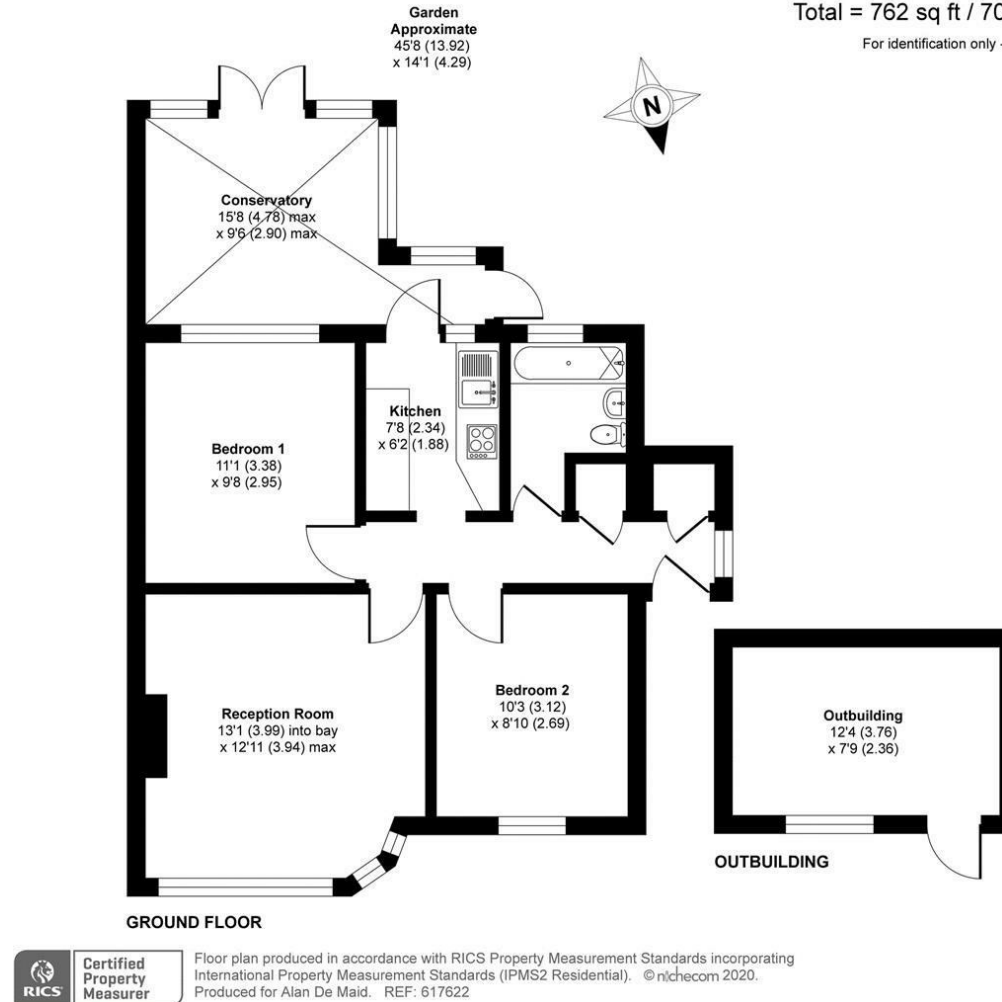 Garden
Approximate
45'8 (13.92)
x 14'1 (4.29)
Total = 762 sq ft / 70
For identification only -
N
Conservatory
15'8 (4.78) max
x 9'6 (2.90) max
Kitchen
7'8 (2.34)
x 6'2 (1.88)
Bedroom 1
11'1 (3.38)
x 9'8 (2.95)
Reception Room
13'1 (3.99) into bay
x 12'11 (3.94) max
Bedroom 2
10'3 (3.12)
x 8'10 (2.69)
Outbuilding
12'4 (3.76)
x 7'9 (2.36)
OUTBUILDING
GROUND FLOOR
RICS
Certified
Property
Measurer
Floor plan produced in accordance with RICS Property Measurement Standards incorporating
International Property Measurement Standards (IPMS2 Residential). © nichecom 2020.
Produced for Alan De Maid. REF: 617622